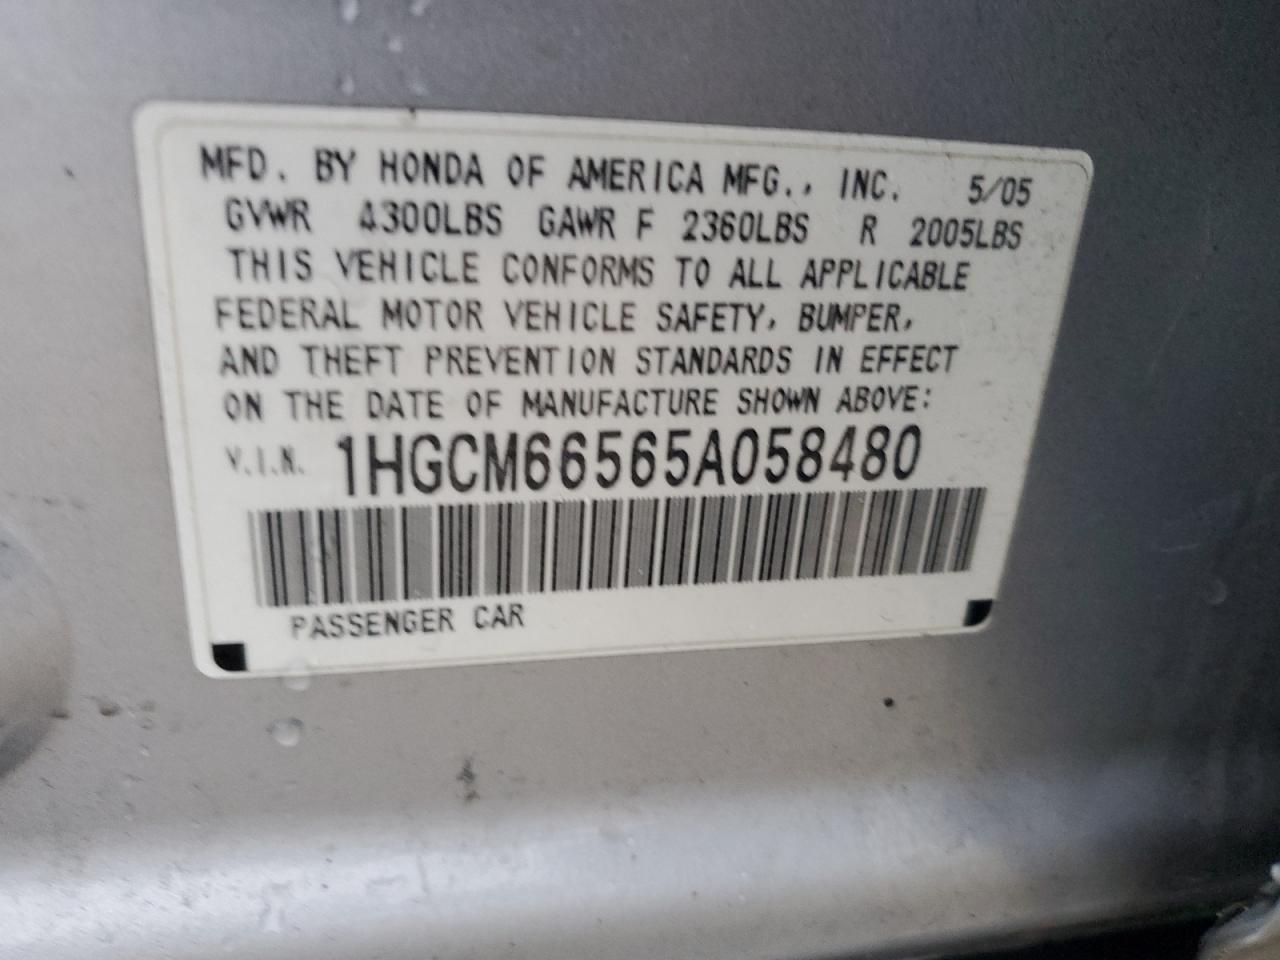 MFD. BY HONDA OF AMERICA MFG., INC. 5/05
GVWR 4300LBS GAWR F 2360LBS R 2005LBS
THIS VEHICLE CONFORMS TO ALL APPLICABLE
FEDERAL MOTOR VEHICLE SAFETY, BUMPER,
AND THEFT PREVENTION STANDARDS IN EFFECT
ON THE DATE OF MANUFACTURE SHOWN ABOVE:
V.I.N. 1HGCM66565A058480
PASSENGER CAR